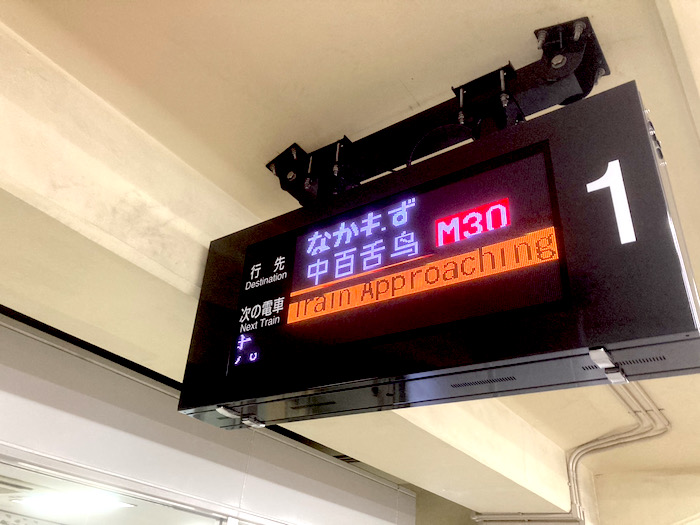 行先
Destination
なかもず
中百舌鸟
M30
次の電車
Next Train
Train Approaching
1